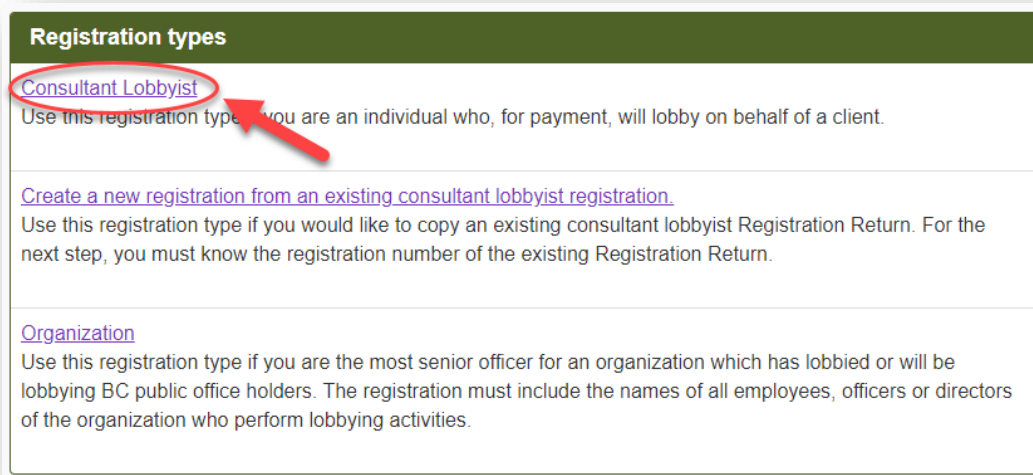 Registration types
Consultant Lobbyist
Use this registration type you are an individual who, for payment, will lobby on behalf of a client.
Create a new registration from an existing consultant lobbyist registration.
Use this registration type if you would like to copy an existing consultant lobbyist Registration Return. For the
next step, you must know the registration number of the existing Registration Return.
Organization
Use this registration type if you are the most senior officer for an organization which has lobbied or will be
lobbying BC public office holders. The registration must include the names of all employees, officers or directors
of the organization who perform lobbying activities.